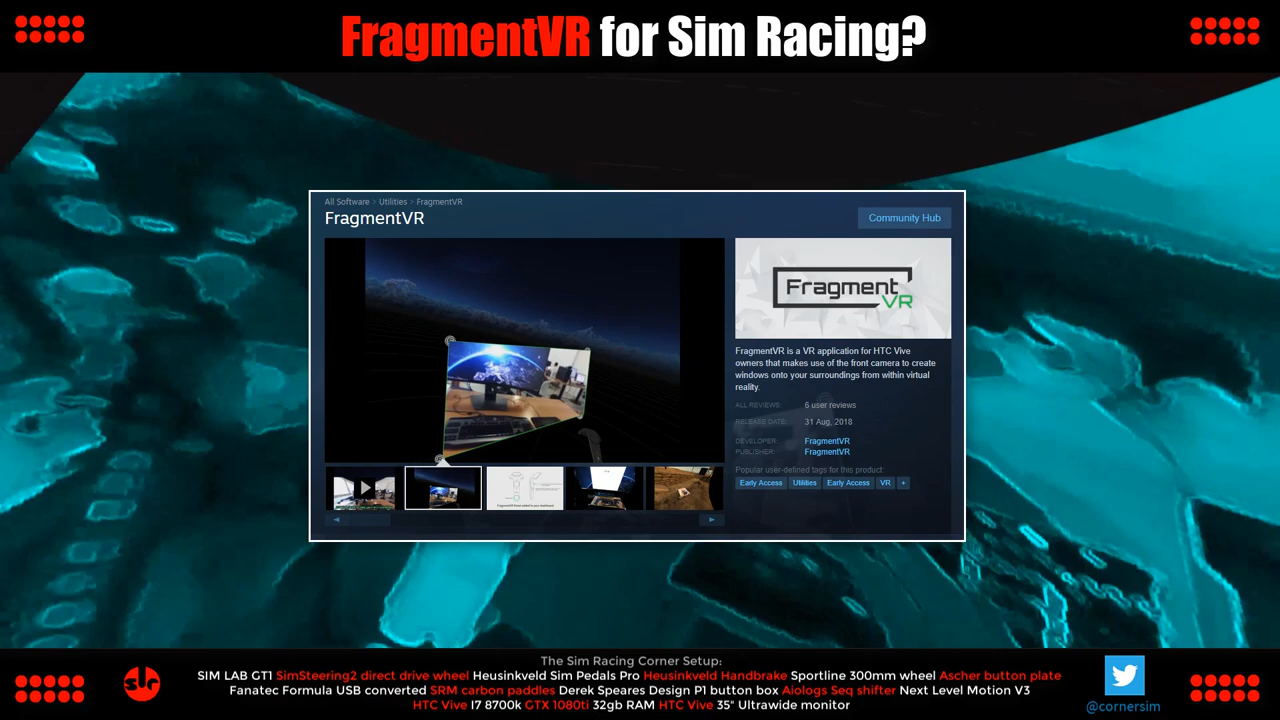 FragmentVR for Sim Racing?
All Software > Utilities > FragmentVR
FragmentVR
Community Hub
Fragment
VR
FragmentVR is a VR application for HTC Vive
owners that makes use of the front camera to create
windows onto your surroundings from within virtual
reality.
ALL REVIEWS: 6 user reviews
RELEASE DATE: 31 Aug, 2018
DEVELOPER: FragmentVR
PUBLISHER: FragmentVR
Popular user-defined tags for this product:
Early Access Utilities Early Access VR +
The Sim Racing Corner Setup:
SIM LAB GT1 SimSteering2 direct drive wheel Heusinkveld Sim Pedals Pro Heusinkveld Handbrake Sportline 300mm wheel Ascher button plate
Fanatec Formula USB converted SRM carbon paddles Derek Speares Design P1 button box Aiologs Seq shifter Next Level Motion V3
HTC Vive I7 8700k GTX 1080ti 32gb RAM HTC Vive 35" Ultrawide monitor
@cornersim